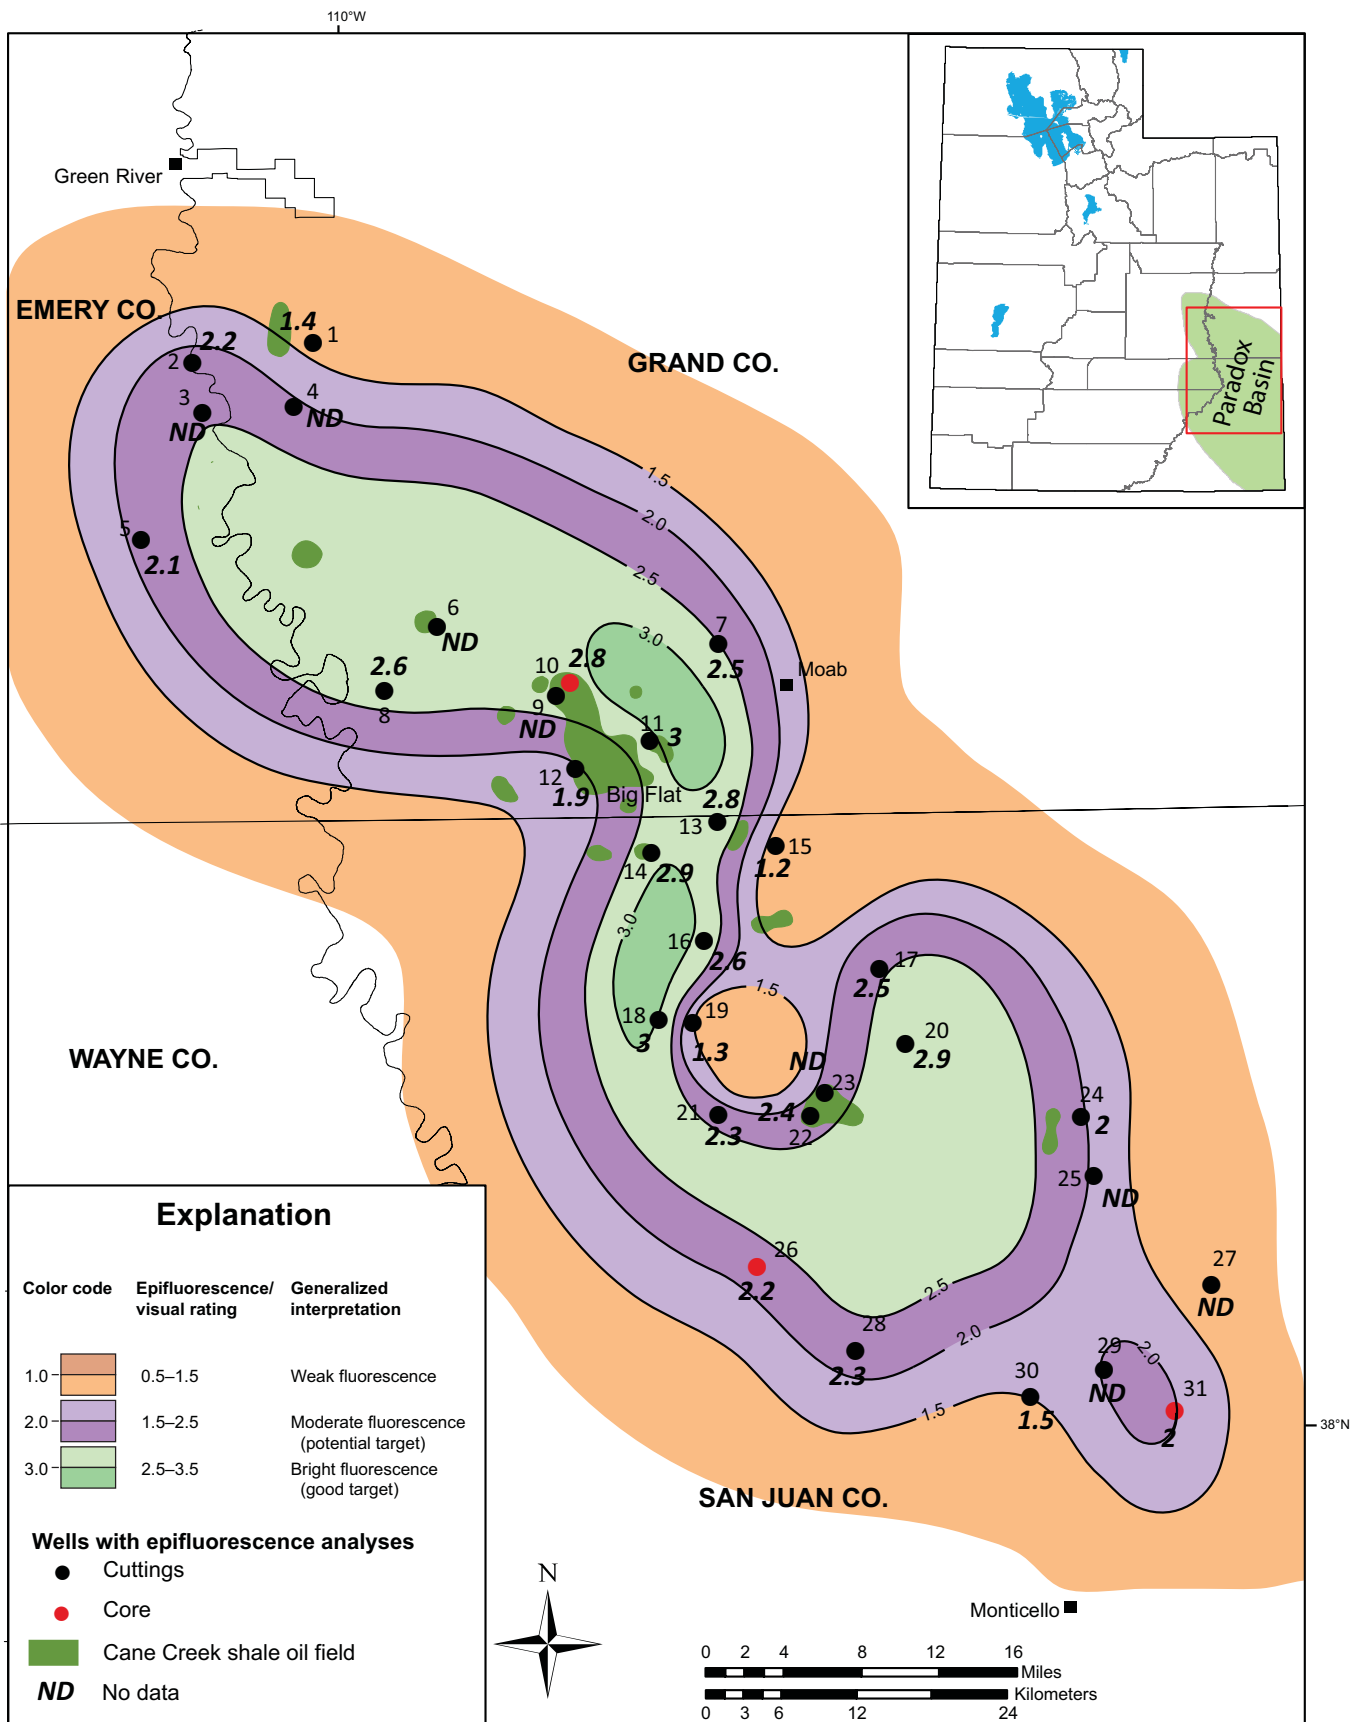 110°W
Green River
EMERY CO.
GRAND CO.
Paradox
Basin
1.4
1
2.2
2
3
ND
4
ND
1.5
2.0
2.5
5
2.1
6
ND
7
2.5
Moab
3.0
2.6
8
10
2.8
9
ND
11
3
12
1.9
Big Flat
2.8
13
14
2.9
15
1.2
3.0
16
2.6
17
2.5
1.5
18
3
19
1.3
20
2.9
ND
23
21
2.3
2.4
22
24
2
25
ND
WAYNE CO.
26
2.2
27
ND
2.5
28
2.3
2.0
29
ND
2.0
30
1.5
1.5
31
2
38°N
SAN JUAN CO.
Monticello
Explanation
Color code
Epifluorescence/
visual rating
Generalized
interpretation
1.0
0.5–1.5
Weak fluorescence
2.0
1.5–2.5
Moderate fluorescence
(potential target)
3.0
2.5–3.5
Bright fluorescence
(good target)
Wells with epifluorescence analyses
Cuttings
Core
Cane Creek shale oil field
ND No data
N
0 2 4 8 12 16
Miles
Kilometers
0 3 6 12 24